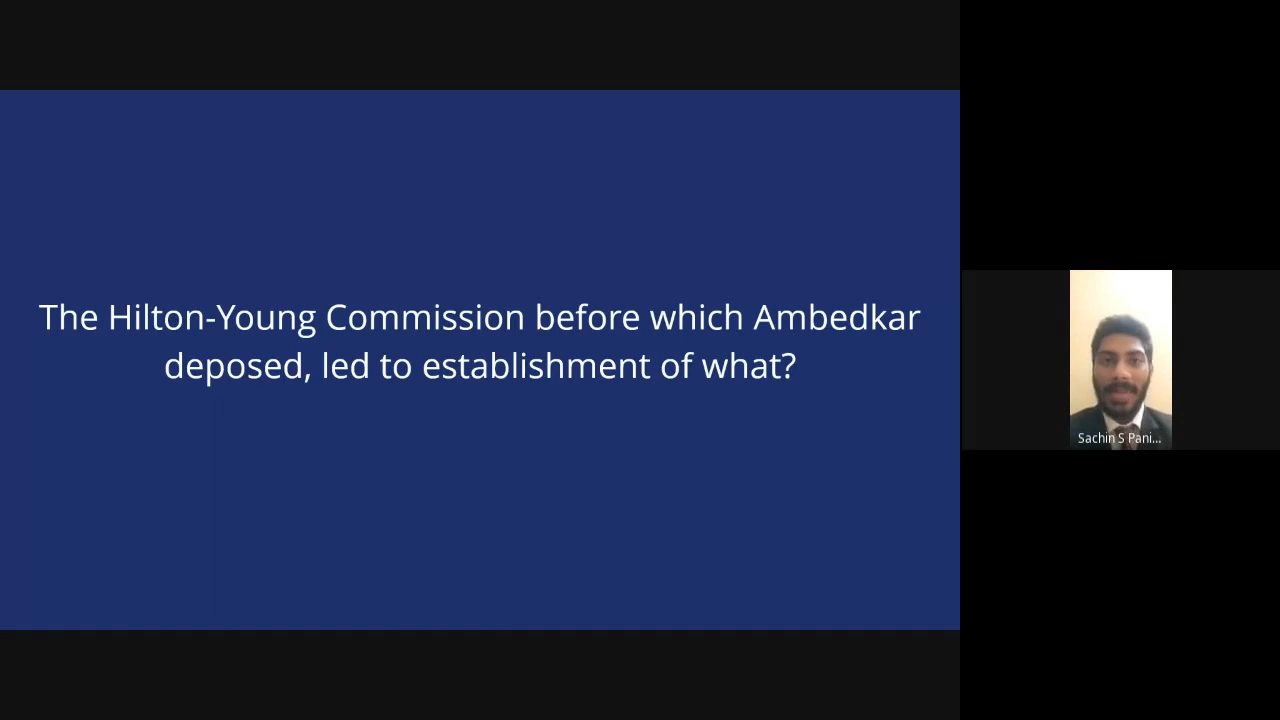 The Hilton-Young Commission before which Ambedkar
deposed, led to establishment of what?
Sachin S Pani...